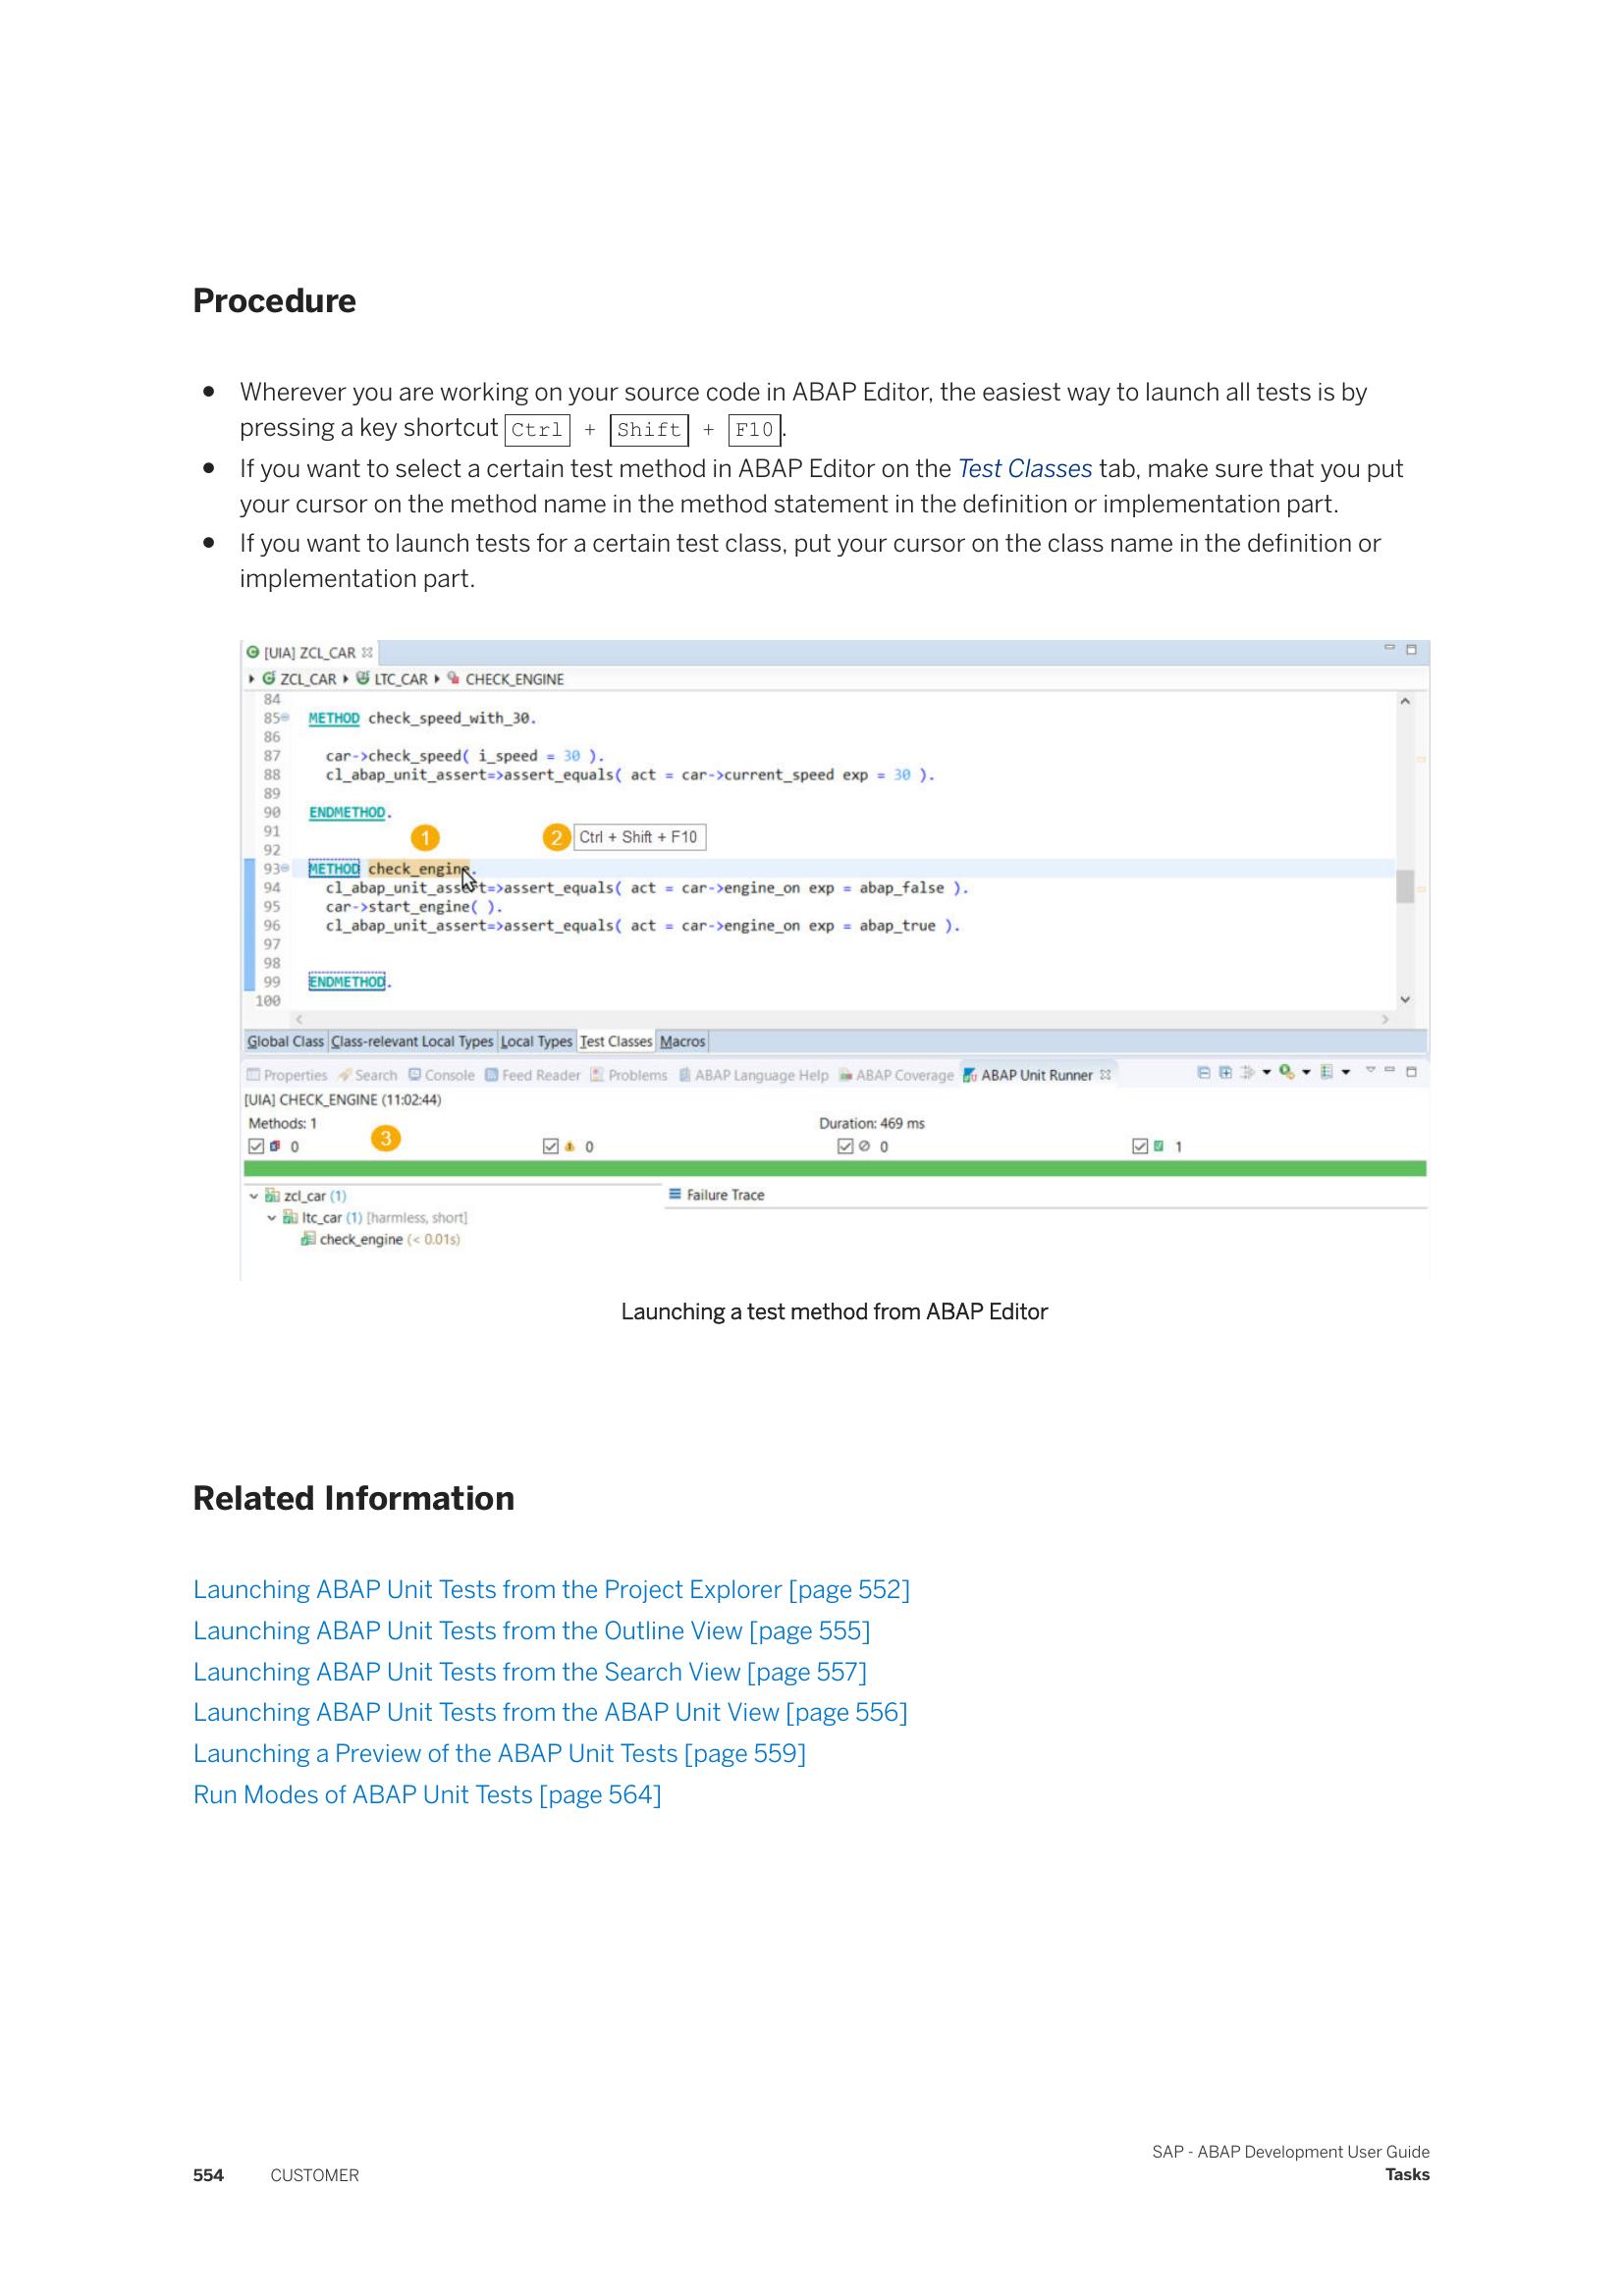 Procedure
● Wherever you are working on your source code in ABAP Editor, the easiest way to launch all tests is by
pressing a key shortcut Ctrl + Shift + F10 .
● If you want to select a certain test method in ABAP Editor on the Test Classes tab, make sure that you put
your cursor on the method name in the method statement in the definition or implementation part.
● If you want to launch tests for a certain test class, put your cursor on the class name in the definition or
implementation part.
[UIA] ZCL_CAR
ZCL_CAR LTC_CAR CHECK_ENGINE
84
85 METHOD check_speed_with_30.
86
87 car->check_speed( i_speed = 30 ).
88 cl_abap_unit_assert=>assert_equals( act = car->current_speed exp = 30 ).
89
90 ENDMETHOD.
91
1 2 Ctrl + Shift + F10
92
93 METHOD check_engine.
94 cl_abap_unit_assert=>assert_equals( act = car->engine_on exp = abap_false ).
95 car->start_engine( ).
96 cl_abap_unit_assert=>assert_equals( act = car->engine_on exp = abap_true ).
97
98
99 ENDMETHOD.
100
Global Class Class-relevant Local Types Local Types Test Classes Macros
Properties Search Console Feed Reader Problems ABAP Language Help ABAP Coverage ABAP Unit Runner
[UIA] CHECK_ENGINE (11:02:44)
Methods: 1 Duration: 469 ms
3
0 0 0 1
zcl_car (1) Failure Trace
ltc_car (1) [harmless, short]
check_engine (< 0.01s)
Launching a test method from ABAP Editor
Related Information
Launching ABAP Unit Tests from the Project Explorer [page 552]
Launching ABAP Unit Tests from the Outline View [page 555]
Launching ABAP Unit Tests from the Search View [page 557]
Launching ABAP Unit Tests from the ABAP Unit View [page 556]
Launching a Preview of the ABAP Unit Tests [page 559]
Run Modes of ABAP Unit Tests [page 564]
SAP - ABAP Development User Guide
554 CUSTOMER Tasks